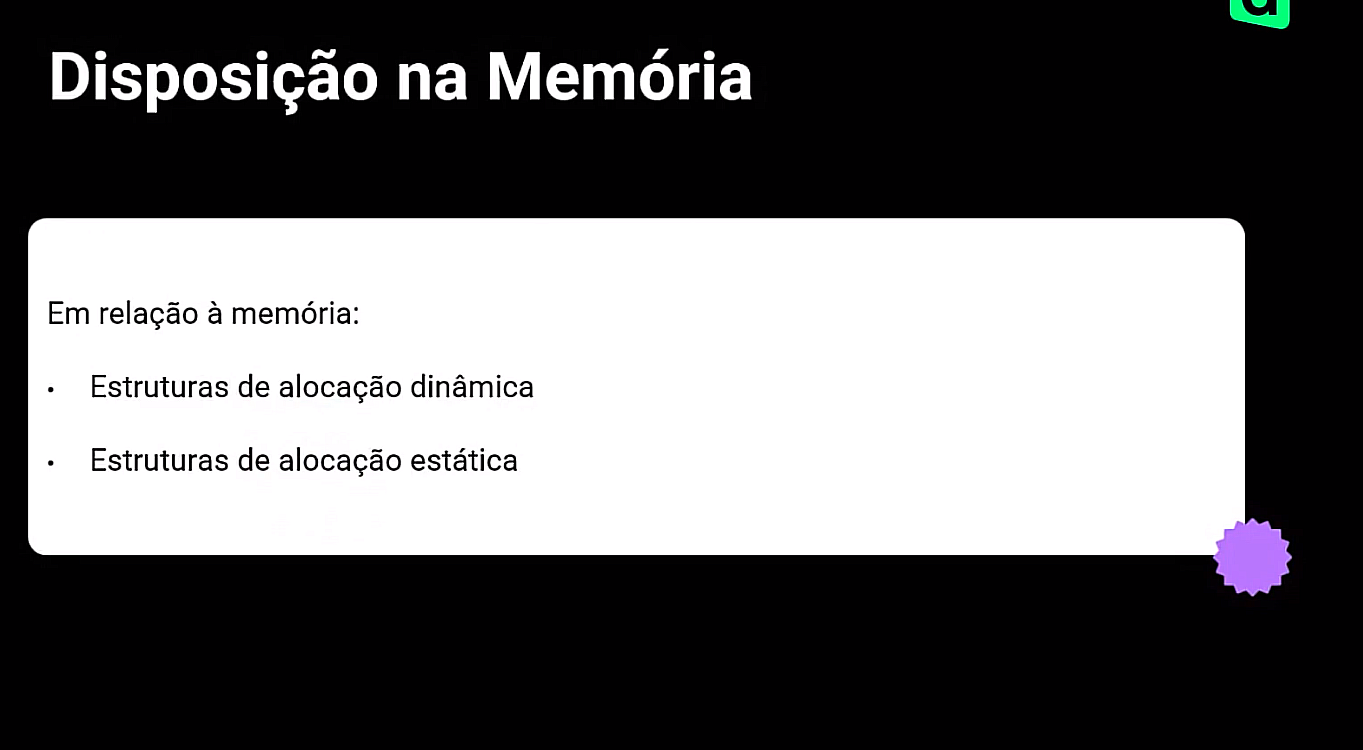 Disposição na Memória
Em relação à memória:
• Estruturas de alocação dinâmica
• Estruturas de alocação estática